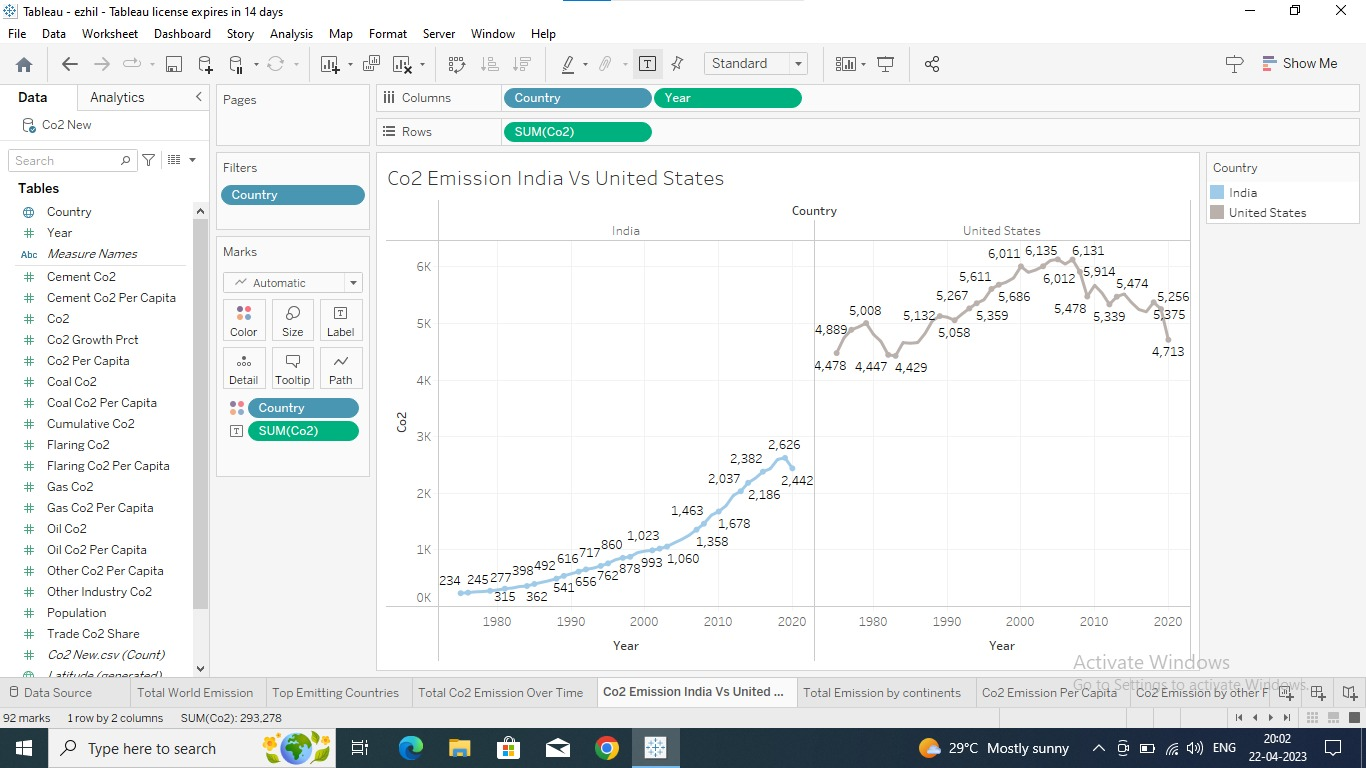 Tableau - ezhil - Tableau license expires in 14 days
File Data Worksheet Dashboard Story Analysis Map Format Server Window Help
Standard
Show Me
Data Analytics
Co2 New
Search
Tables
Country
Year
Measure Names
Cement Co2
Cement Co2 Per Capita
Co2
Co2 Growth Prct
Co2 Per Capita
Coal Co2
Coal Co2 Per Capita
Cumulative Co2
Flaring Co2
Flaring Co2 Per Capita
Gas Co2
Gas Co2 Per Capita
Oil Co2
Oil Co2 Per Capita
Other Co2 Per Capita
Other Industry Co2
Population
Trade Co2 Share
Co2 New.csv (Count)
Latitude (generated)
Pages
Filters
Country
Marks
Automatic
Color Size Label
Detail Tooltip Path
Country
SUM(Co2)
Columns Country Year
Rows SUM(Co2)
Co2 Emission India Vs United States
Country
India United States
6K
5K
4K
3K
2K
1K
0K
Co2
234 245 277 398 492 616 717 860 1,023 1,463 2,037 2,382 2,626
315 362 541 656 762 878 993 1,060 1,358 1,678 2,186 2,442
4,889 5,008 5,132 5,267 5,611 6,011 6,135 6,131 5,914 5,474 5,256
4,478 4,447 4,429 5,058 5,359 5,686 6,012 5,478 5,339 5,375 4,713
1980 1990 2000 2010 2020 1980 1990 2000 2010 2020
Year Year
Country
India
United States
Activate Windows
Go to Settings to activate Windows.
Data Source Total World Emission Top Emitting Countries Total Co2 Emission Over Time Co2 Emission India Vs United ... Total Emission by continents Co2 Emission Per Capita Co2 Emission by other F
92 marks 1 row by 2 columns SUM(Co2): 293,278
Type here to search
29°C Mostly sunny
ENG
20:02
22-04-2023
Abc